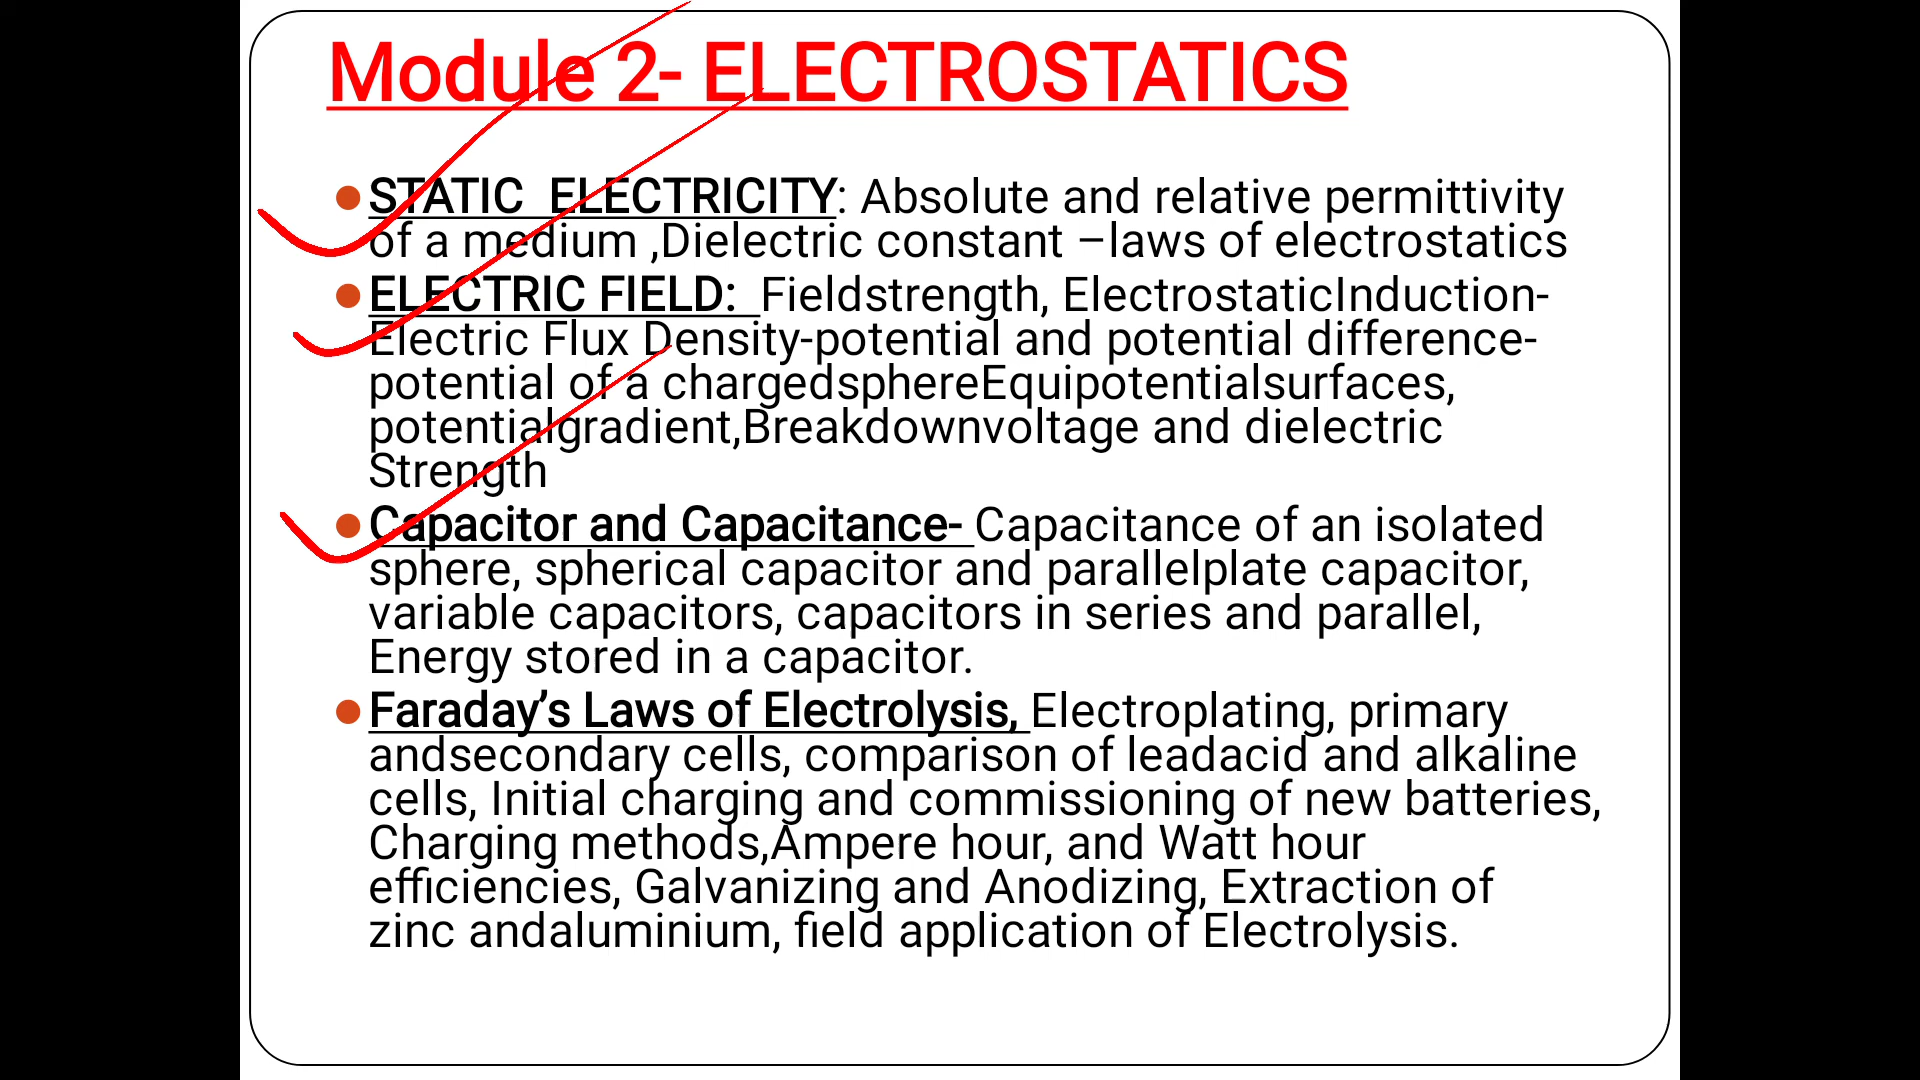 Module 2- ELECTROSTATICS
STATIC ELECTRICITY: Absolute and relative permittivity
of a medium ,Dielectric constant –laws of electrostatics
ELECTRIC FIELD: Fieldstrength, ElectrostaticInduction-
Electric Flux Density-potential and potential difference-
potential of a chargedsphereEquipotentialsurfaces,
potentialgradient,Breakdownvoltage and dielectric
Strength
Capacitor and Capacitance- Capacitance of an isolated
sphere, spherical capacitor and parallelplate capacitor,
variable capacitors, capacitors in series and parallel,
Energy stored in a capacitor.
Faraday’s Laws of Electrolysis, Electroplating, primary
andsecondary cells, comparison of leadacid and alkaline
cells, Initial charging and commissioning of new batteries,
Charging methods,Ampere hour, and Watt hour
efficiencies, Galvanizing and Anodizing, Extraction of
zinc andaluminium, field application of Electrolysis.